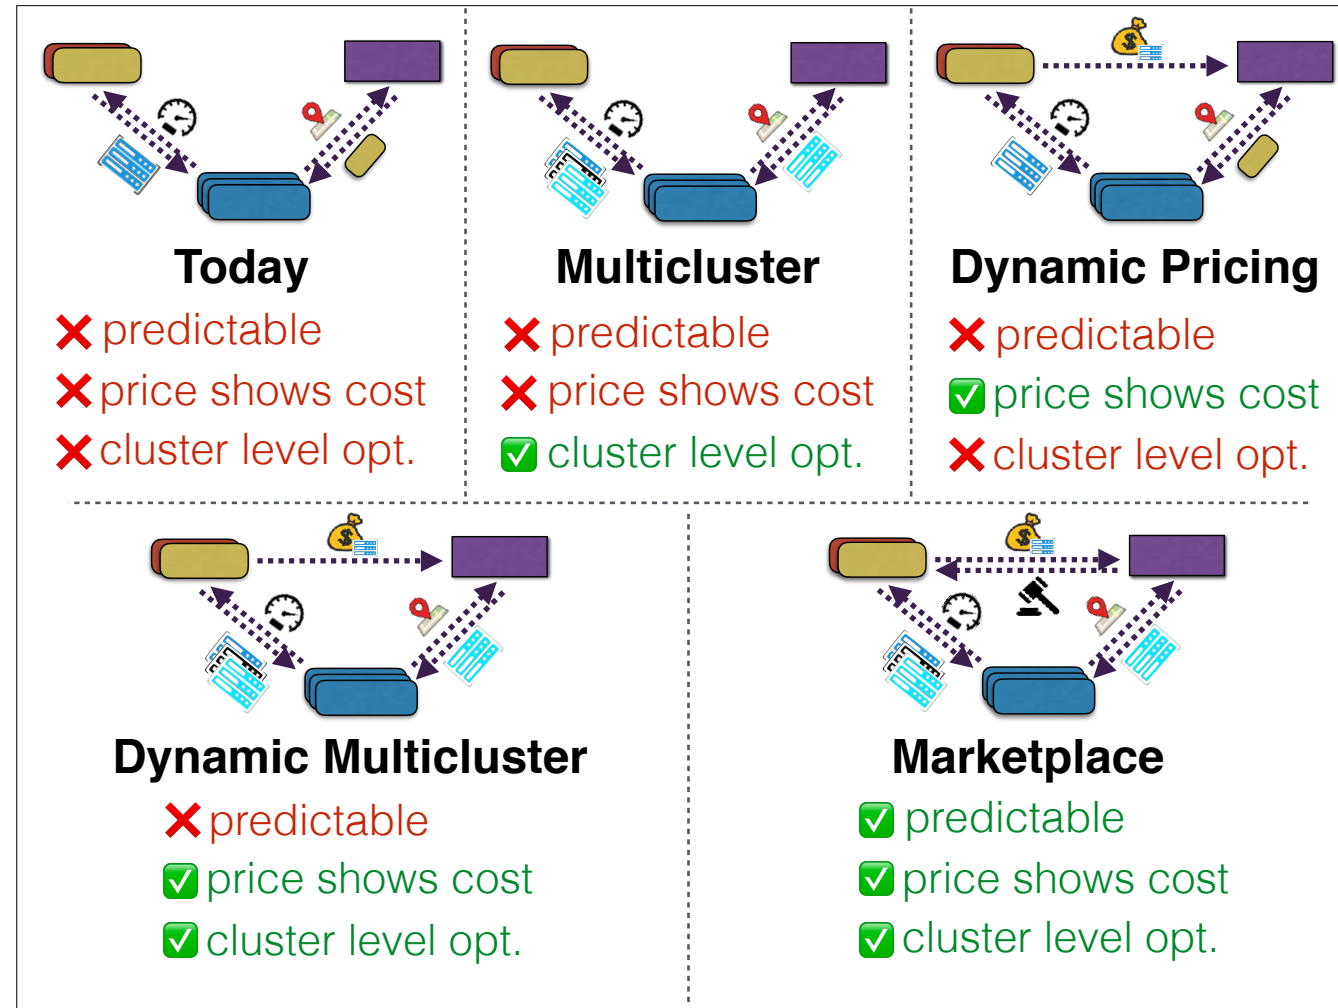 Today
❌ predictable
❌ price shows cost
❌ cluster level opt.
Multicluster
❌ predictable
❌ price shows cost
✅ cluster level opt.
Dynamic Pricing
❌ predictable
✅ price shows cost
❌ cluster level opt.
Dynamic Multicluster
❌ predictable
✅ price shows cost
✅ cluster level opt.
Marketplace
✅ predictable
✅ price shows cost
✅ cluster level opt.